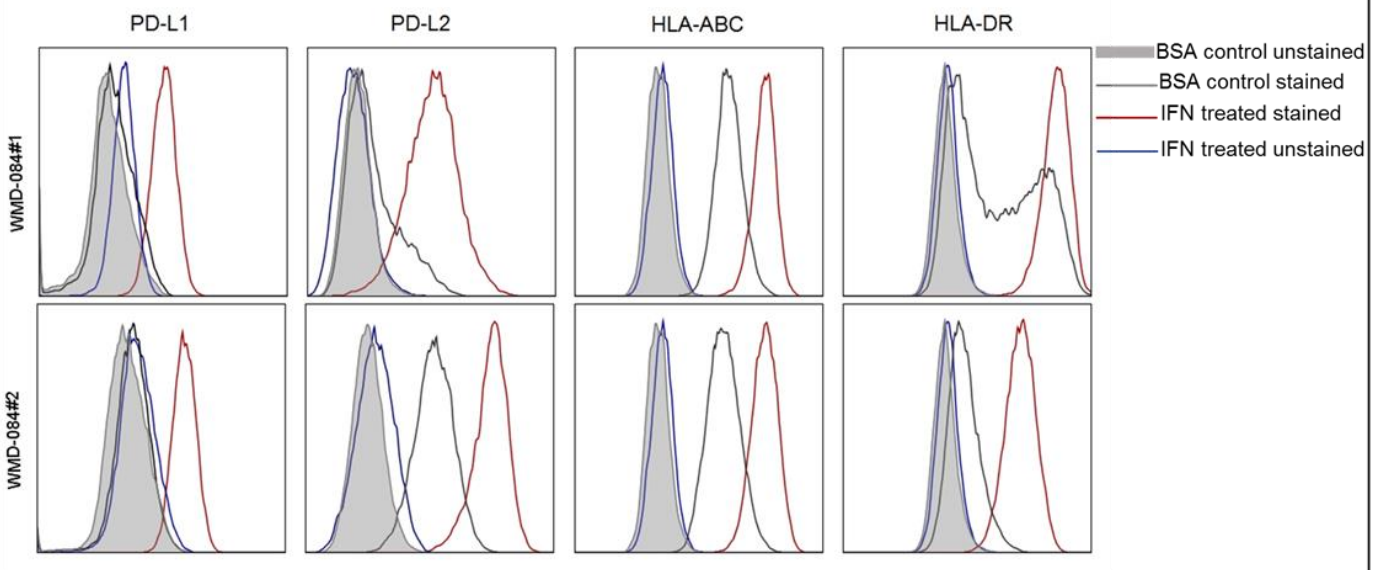 PD-L1 PD-L2 HLA-ABC HLA-DR
BSA control unstained
BSA control stained
IFN treated stained
IFN treated unstained
WMD-084#1
WMD-084#2